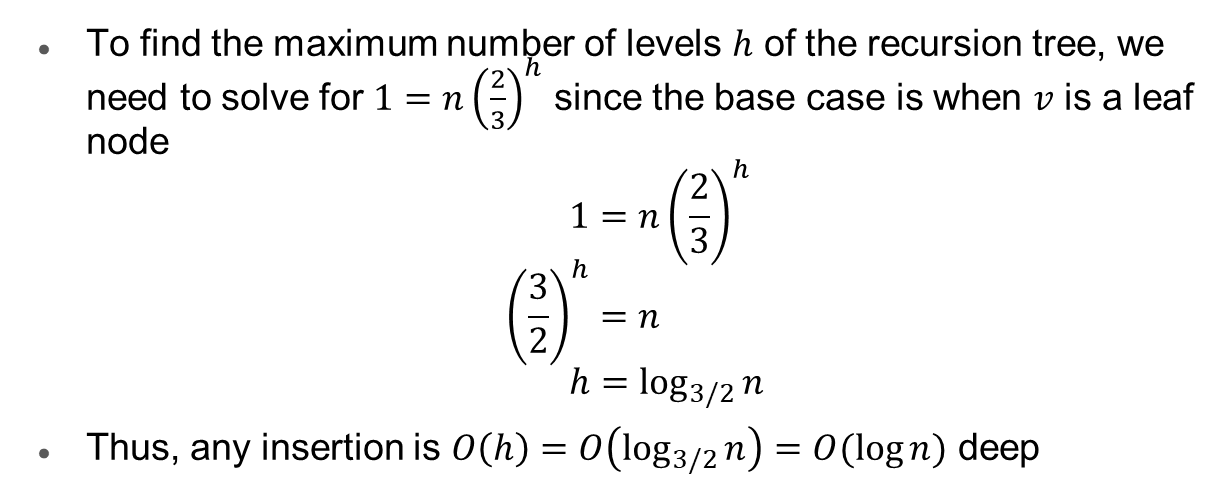 • To find the maximum number of levels ℎ of the recursion tree, we
need to solve for 1 = 𝑛(2/3)^ℎ since the base case is when 𝑣 is a leaf
node
1 = 𝑛(2/3)^ℎ
(3/2)^ℎ = 𝑛
ℎ = log_{3/2} 𝑛
• Thus, any insertion is 𝑂(ℎ) = 𝑂(log_{3/2} 𝑛) = 𝑂(log 𝑛) deep